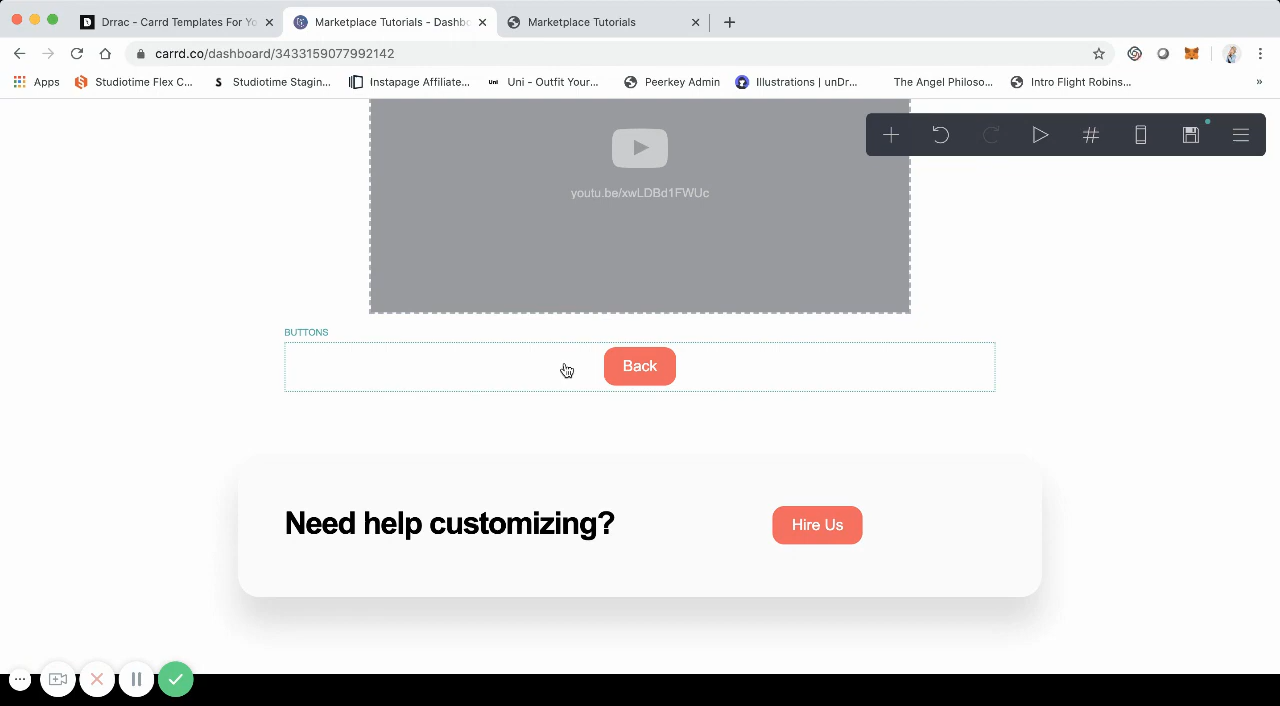 Drrac - Carrd Templates For Yo
Marketplace Tutorials - Dashbo
Marketplace Tutorials
carrd.co/dashboard/3433159077992142
Apps
Studiotime Flex C...
Studiotime Stagin...
Instapage Affiliate...
Uni - Outfit Your...
Peerkey Admin
Illustrations | unDr...
The Angel Philoso...
Intro Flight Robins...
»
youtu.be/xwLDBd1FWUc
BUTTONS
Back
Need help customizing?
Hire Us